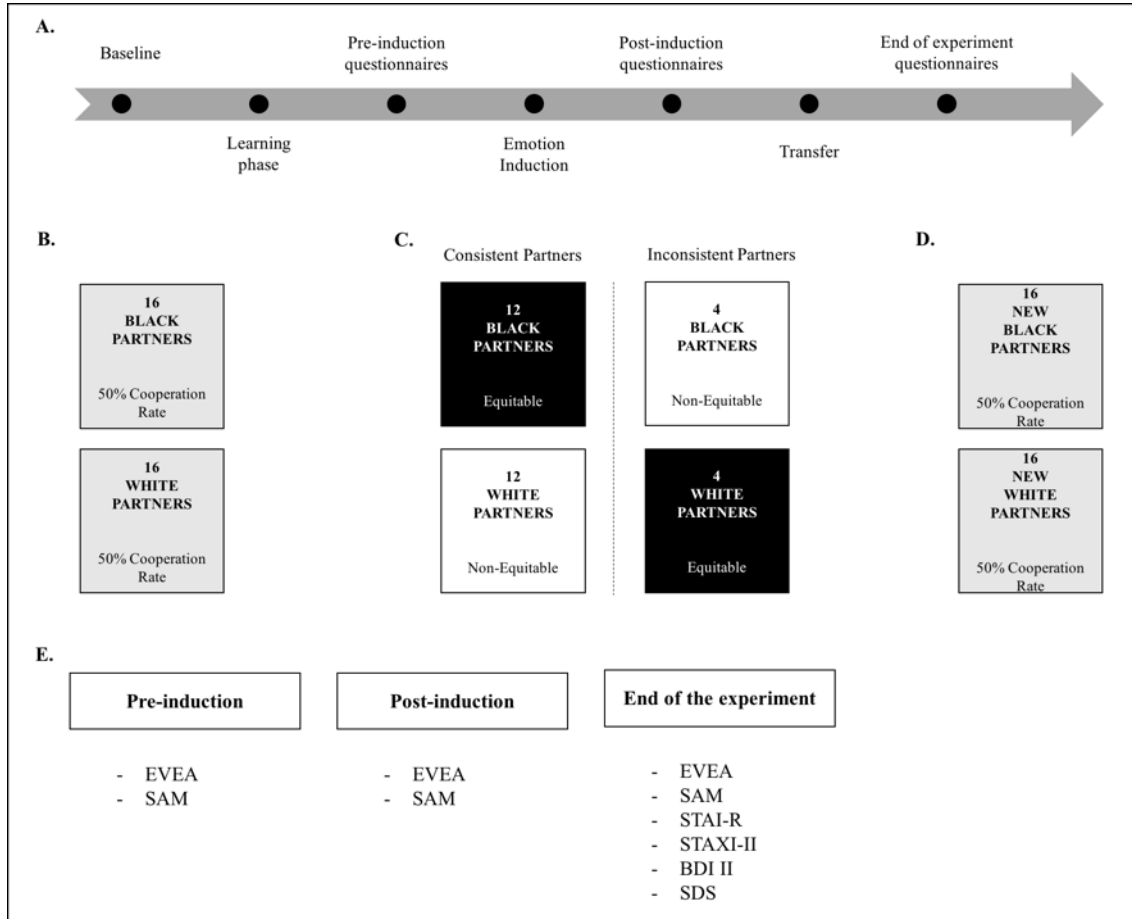 A.
Baseline
Pre-induction
questionnaires
Post-induction
questionnaires
End of experiment
questionnaires
Learning
phase
Emotion
Induction
Transfer
B.
16
BLACK
PARTNERS
50% Cooperation
Rate
16
WHITE
PARTNERS
50% Cooperation
Rate
C.
Consistent Partners
Inconsistent Partners
12
BLACK
PARTNERS
Equitable
4
BLACK
PARTNERS
Non-Equitable
12
WHITE
PARTNERS
Non-Equitable
4
WHITE
PARTNERS
Equitable
D.
16
NEW
BLACK
PARTNERS
50% Cooperation
Rate
16
NEW
WHITE
PARTNERS
50% Cooperation
Rate
E.
Pre-induction
- EVEA
- SAM
Post-induction
- EVEA
- SAM
End of the experiment
- EVEA
- SAM
- STAI-R
- STAXI-II
- BDI II
- SDS